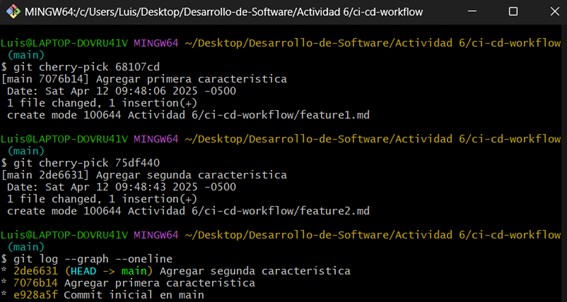 MINGW64:/c/Users/Luis/Desktop/Desarrollo-de-Software/Actividad 6/ci-cd-workflow
Luis@LAPTOP-DOVRU41V MINGW64 ~/Desktop/Desarrollo-de-Software/Actividad 6/ci-cd-workflow
(main)
$ git cherry-pick 68107cd
[main 7076b14] Agregar primera caracteristica
Date: Sat Apr 12 09:48:06 2025 -0500
1 file changed, 1 insertion(+)
create mode 100644 Actividad 6/ci-cd-workflow/feature1.md
Luis@LAPTOP-DOVRU41V MINGW64 ~/Desktop/Desarrollo-de-Software/Actividad 6/ci-cd-workflow
(main)
$ git cherry-pick 75df440
[main 2de6631] Agregar segunda caracteristica
Date: Sat Apr 12 09:48:43 2025 -0500
1 file changed, 1 insertion(+)
create mode 100644 Actividad 6/ci-cd-workflow/feature2.md
Luis@LAPTOP-DOVRU41V MINGW64 ~/Desktop/Desarrollo-de-Software/Actividad 6/ci-cd-workflow
(main)
$ git log --graph --oneline
* 2de6631 (HEAD -> main) Agregar segunda caracteristica
* 7076b14 Agregar primera caracteristica
* e928a5f Commit inicial en main